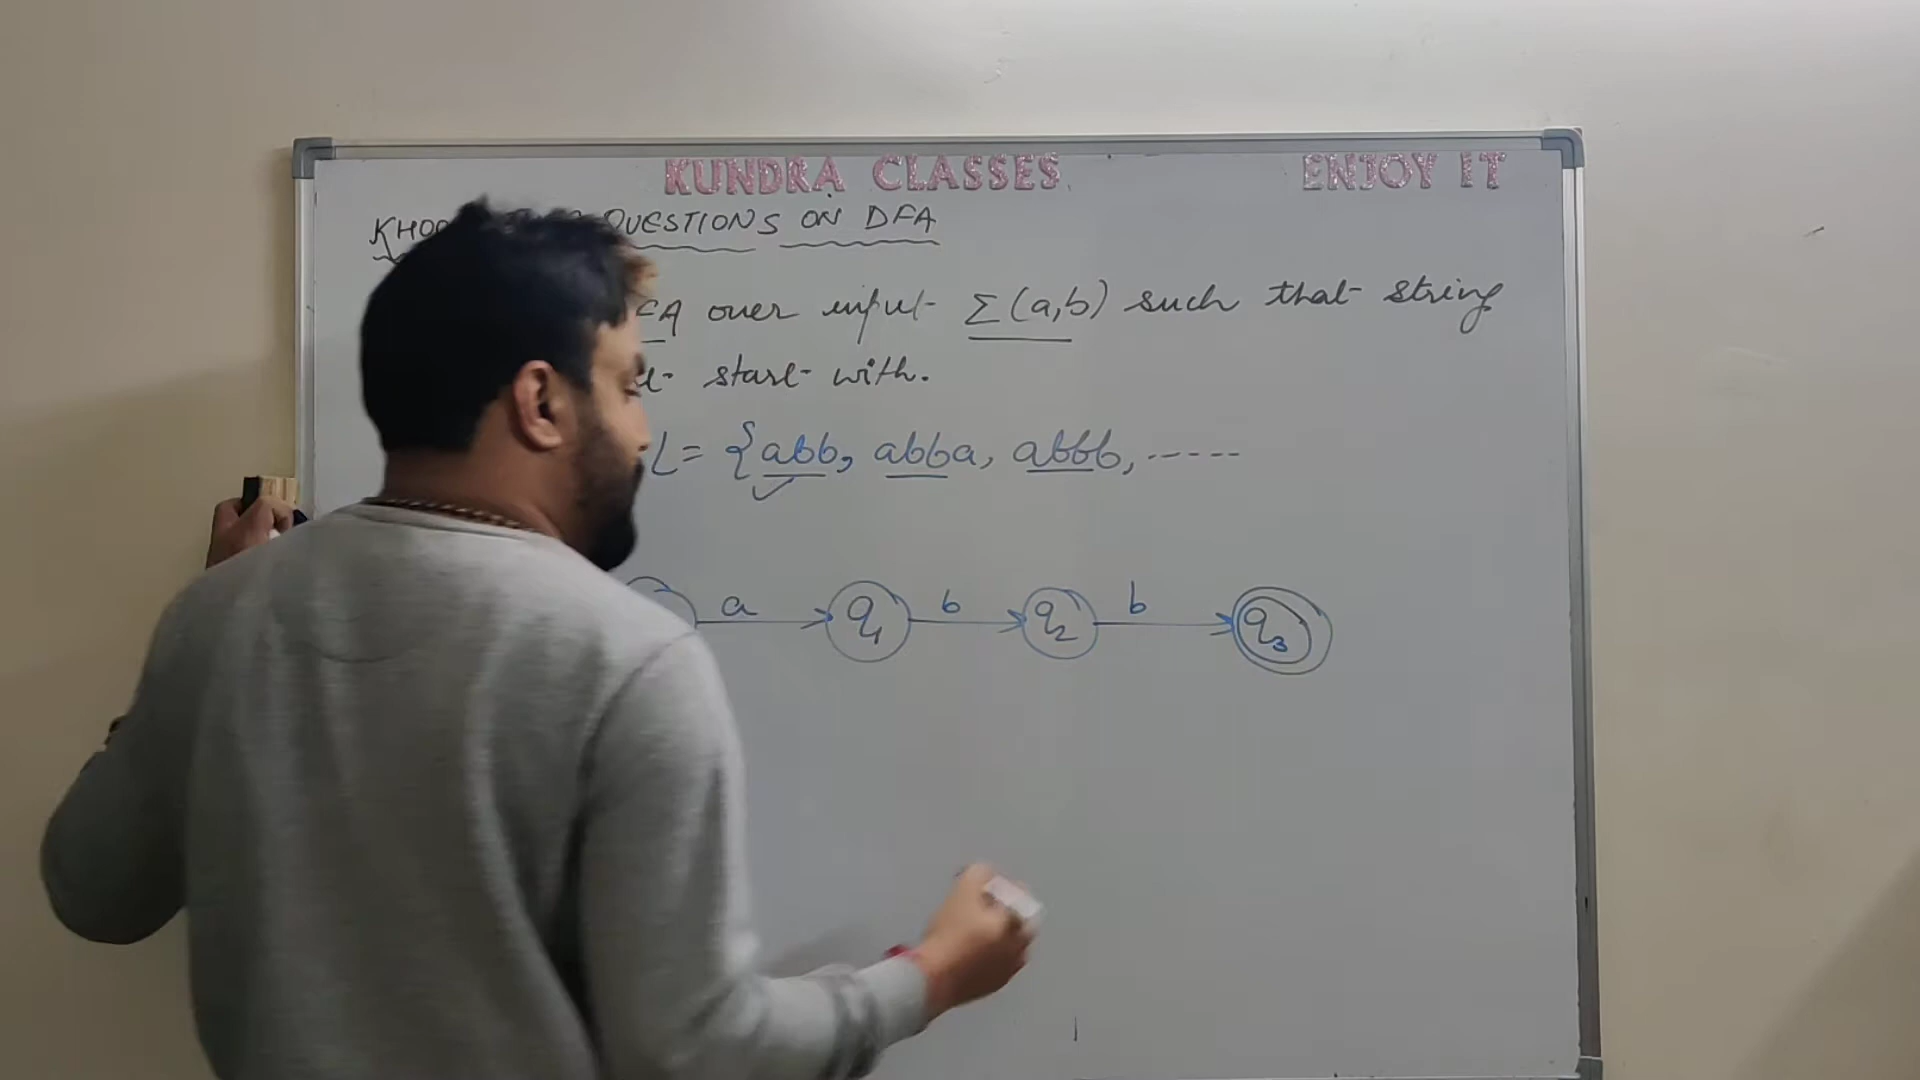 KUNDRA CLASSES ENJOY IT
QUESTIONS ON DFA
over input Σ(a,b) such that string
start with.
L= {abb, abba, abbb, -----
a q1 b q2 b q3